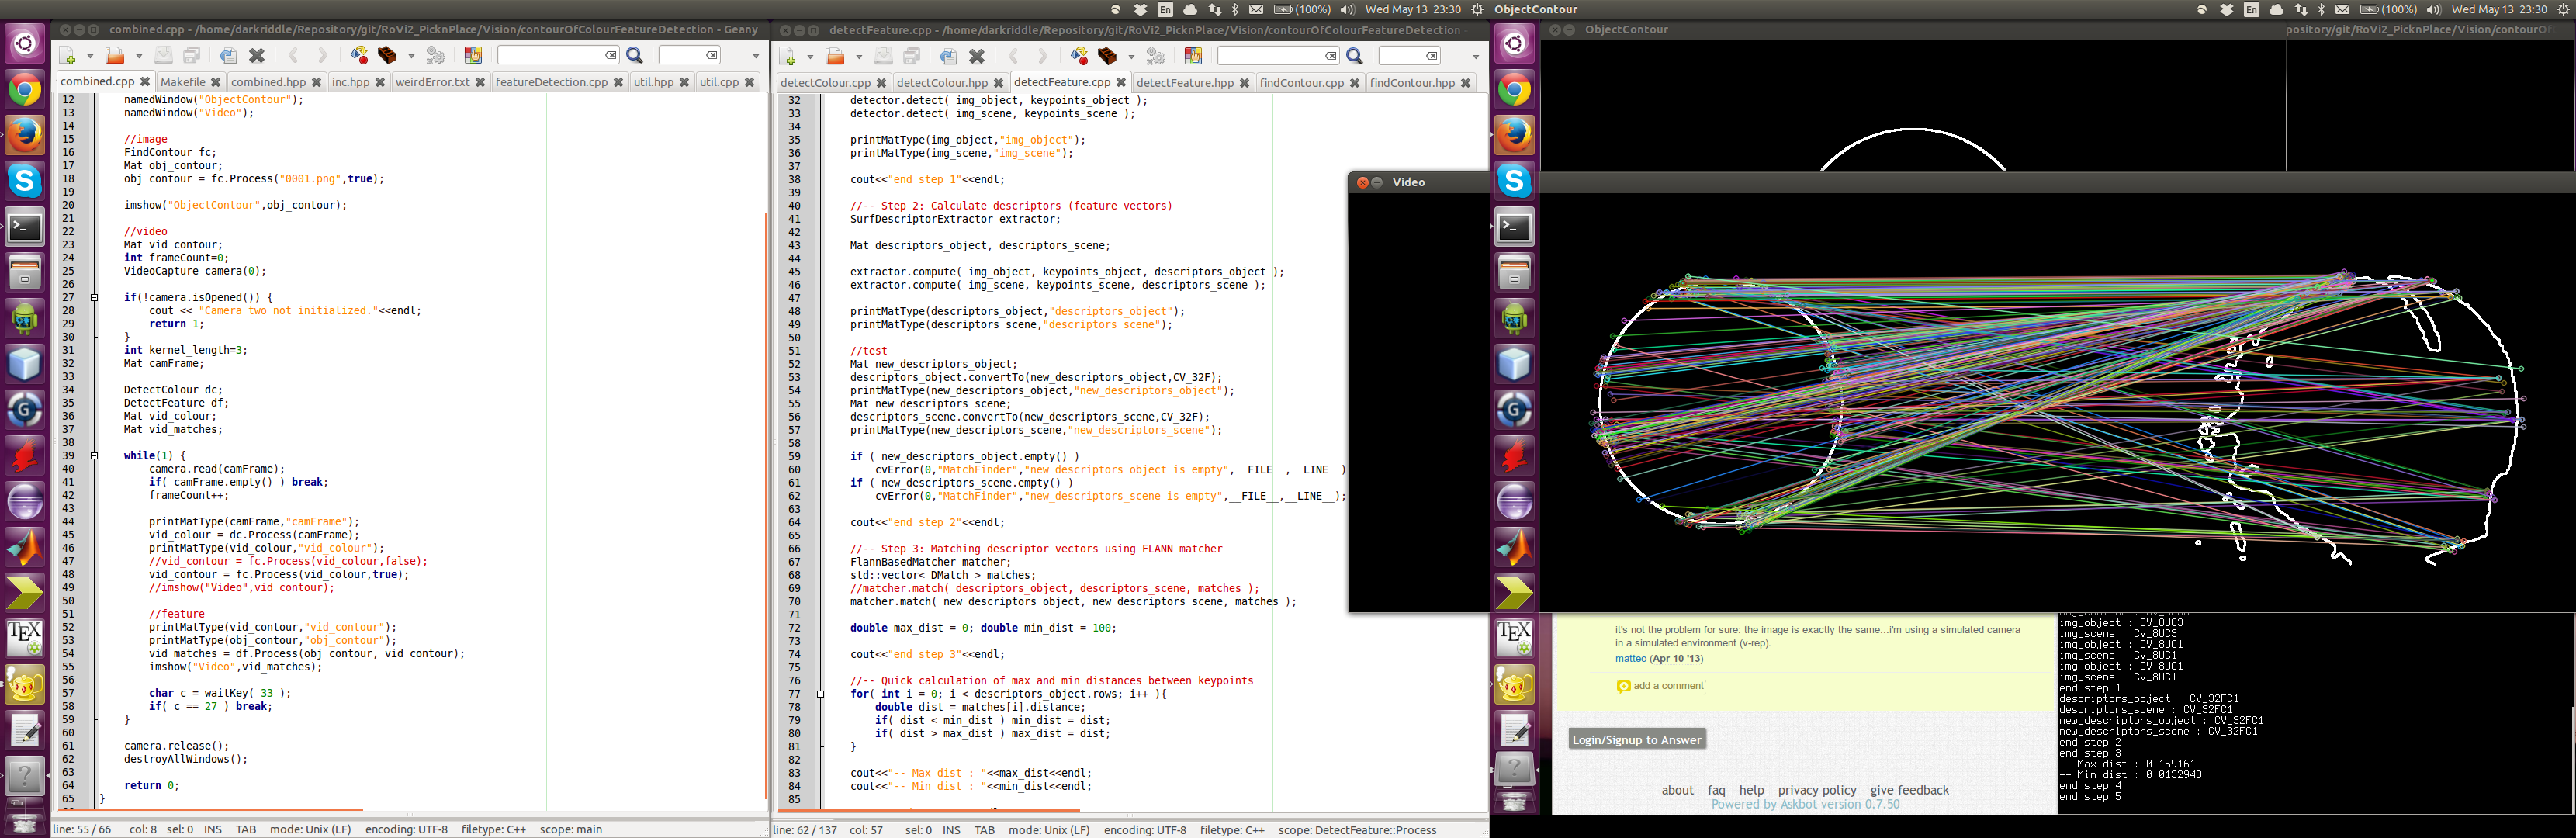 En (100%) Wed May 13 23:30 ObjectContour En (100%) Wed May 13 23:30
combined.cpp - /home/darkriddle/Repository/git/RoVi2_PicknPlace/Vision/contourOfColourFeatureDetection - Geany
combined.cpp Makefile combined.hpp inc.hpp weirdError.txt featureDetection.cpp util.hpp util.cpp
12 namedWindow("ObjectContour");
13 namedWindow("Video");
14
15 //image
16 FindContour fc;
17 Mat obj_contour;
18 obj_contour = fc.Process("0001.png",true);
19
20 imshow("ObjectContour",obj_contour);
21
22 //video
23 Mat vid_contour;
24 int frameCount=0;
25 VideoCapture camera(0);
26
27 if(!camera.isOpened()) {
28 cout << "Camera two not initialized."<<endl;
29 return 1;
30 }
31 int kernel_length=3;
32 Mat camFrame;
33
34 DetectColour dc;
35 DetectFeature df;
36 Mat vid_colour;
37 Mat vid_matches;
38
39 while(1) {
40 camera.read(camFrame);
41 if( camFrame.empty() ) break;
42 frameCount++;
43
44 printMatType(camFrame,"camFrame");
45 vid_colour = dc.Process(camFrame);
46 printMatType(vid_colour,"vid_colour");
47 //vid_contour = fc.Process(vid_colour,false);
48 vid_contour = fc.Process(vid_colour,true);
49 //imshow("Video",vid_contour);
50
51 //feature
52 printMatType(vid_contour,"vid_contour");
53 printMatType(obj_contour,"obj_contour");
54 vid_matches = df.Process(obj_contour, vid_contour);
55 imshow("Video",vid_matches);
56
57 char c = waitKey( 33 );
58 if( c == 27 ) break;
59 }
60
61 camera.release();
62 destroyAllWindows();
63
64 return 0;
65 }
line: 55 / 66 col: 8 sel: 0 INS TAB mode: Unix (LF) encoding: UTF-8 filetype: C++ scope: main
detectFeature.cpp - /home/darkriddle/Repository/git/RoVi2_PicknPlace/Vision/contourOfColourFeatureDetection
detectColour.cpp detectColour.hpp detectFeature.cpp detectFeature.hpp findContour.cpp findContour.hpp
32 detector.detect( img_object, keypoints_object );
33 detector.detect( img_scene, keypoints_scene );
34
35 printMatType(img_object,"img_object");
36 printMatType(img_scene,"img_scene");
37
38 cout<<"end step 1"<<endl;
39
40 //-- Step 2: Calculate descriptors (feature vectors)
41 SurfDescriptorExtractor extractor;
42
43 Mat descriptors_object, descriptors_scene;
44
45 extractor.compute( img_object, keypoints_object, descriptors_object );
46 extractor.compute( img_scene, keypoints_scene, descriptors_scene );
47
48 printMatType(descriptors_object,"descriptors_object");
49 printMatType(descriptors_scene,"descriptors_scene");
50
51 //test
52 Mat new_descriptors_object;
53 descriptors_object.convertTo(new_descriptors_object,CV_32F);
54 printMatType(new_descriptors_object,"new_descriptors_object");
55 Mat new_descriptors_scene;
56 descriptors_scene.convertTo(new_descriptors_scene,CV_32F);
57 printMatType(new_descriptors_scene,"new_descriptors_scene");
58
59 if ( new_descriptors_object.empty() )
60 cvError(0,"MatchFinder","new_descriptors_object is empty",__FILE__,__LINE__)
61 if ( new_descriptors_scene.empty() )
62 cvError(0,"MatchFinder","new_descriptors_scene is empty",__FILE__,__LINE__);
63
64 cout<<"end step 2"<<endl;
65
66 //-- Step 3: Matching descriptor vectors using FLANN matcher
67 FlannBasedMatcher matcher;
68 std::vector< DMatch > matches;
69 //matcher.match( descriptors_object, descriptors_scene, matches );
70 matcher.match( new_descriptors_object, new_descriptors_scene, matches );
71
72 double max_dist = 0; double min_dist = 100;
73
74 cout<<"end step 3"<<endl;
75
76 //-- Quick calculation of max and min distances between keypoints
77 for( int i = 0; i < descriptors_object.rows; i++ ){
78 double dist = matches[i].distance;
79 if( dist < min_dist ) min_dist = dist;
80 if( dist > max_dist ) max_dist = dist;
81 }
82
83 cout<<"-- Max dist : "<<max_dist<<endl;
84 cout<<"-- Min dist : "<<min_dist<<endl;
85
line: 62 / 137 col: 57 sel: 0 INS TAB mode: Unix (LF) encoding: UTF-8 filetype: C++ scope: DetectFeature::Process
ObjectContour
pository/git/RoVi2_PicknPlace/Vision/contourOf
Video
it's not the problem for sure: the image is exactly the same...i'm using a simulated camera
in a simulated environment (v-rep).
matteo (Apr 10 '13)
add a comment
Login/Signup to Answer
about faq help privacy policy give feedback
Powered by Askbot version 0.7.50
obj_contour : CV_8UC3
img_object : CV_8UC3
img_scene : CV_8UC3
img_object : CV_8UC1
img_scene : CV_8UC1
img_object : CV_8UC1
img_scene : CV_8UC1
end step 1
descriptors_object : CV_32FC1
descriptors_scene : CV_32FC1
new_descriptors_object : CV_32FC1
new_descriptors_scene : CV_32FC1
end step 2
end step 3
-- Max dist : 0.159161
-- Min dist : 0.0132948
end step 4
end step 5
TEX
TEX